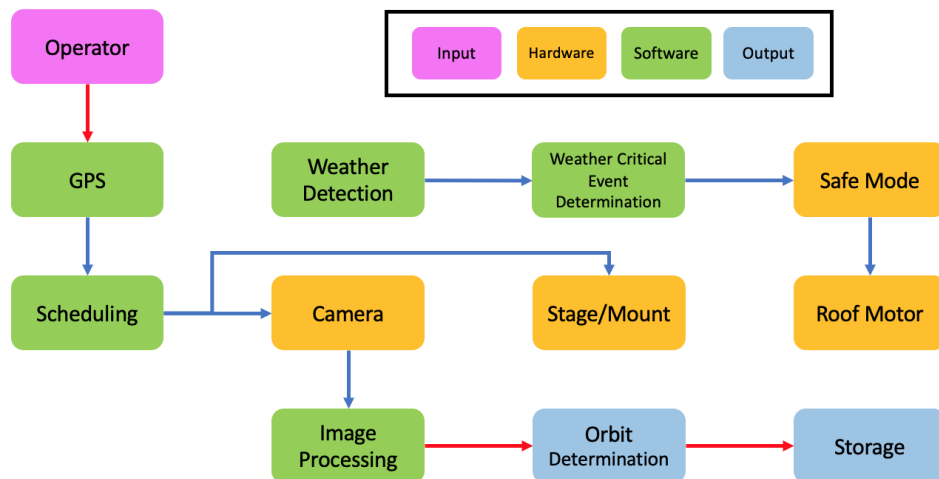 Operator
Input
Hardware
Software
Output
GPS
Weather
Detection
Weather Critical
Event
Determination
Safe Mode
Scheduling
Camera
Stage/Mount
Roof Motor
Image
Processing
Orbit
Determination
Storage